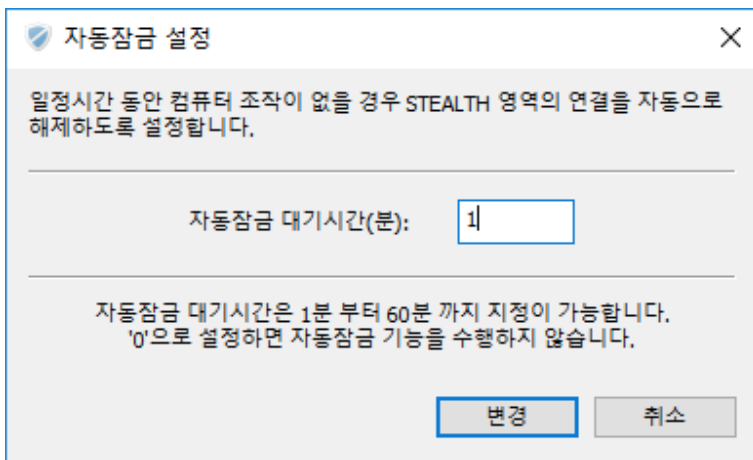 자동잠금 설정
일정시간 동안 컴퓨터 조작이 없을 경우 STEALTH 영역의 연결을 자동으로
해제하도록 설정합니다.
자동잠금 대기시간(분): 1
자동잠금 대기시간은 1분 부터 60분 까지 지정이 가능합니다.
'0'으로 설정하면 자동잠금 기능을 수행하지 않습니다.
변경 취소